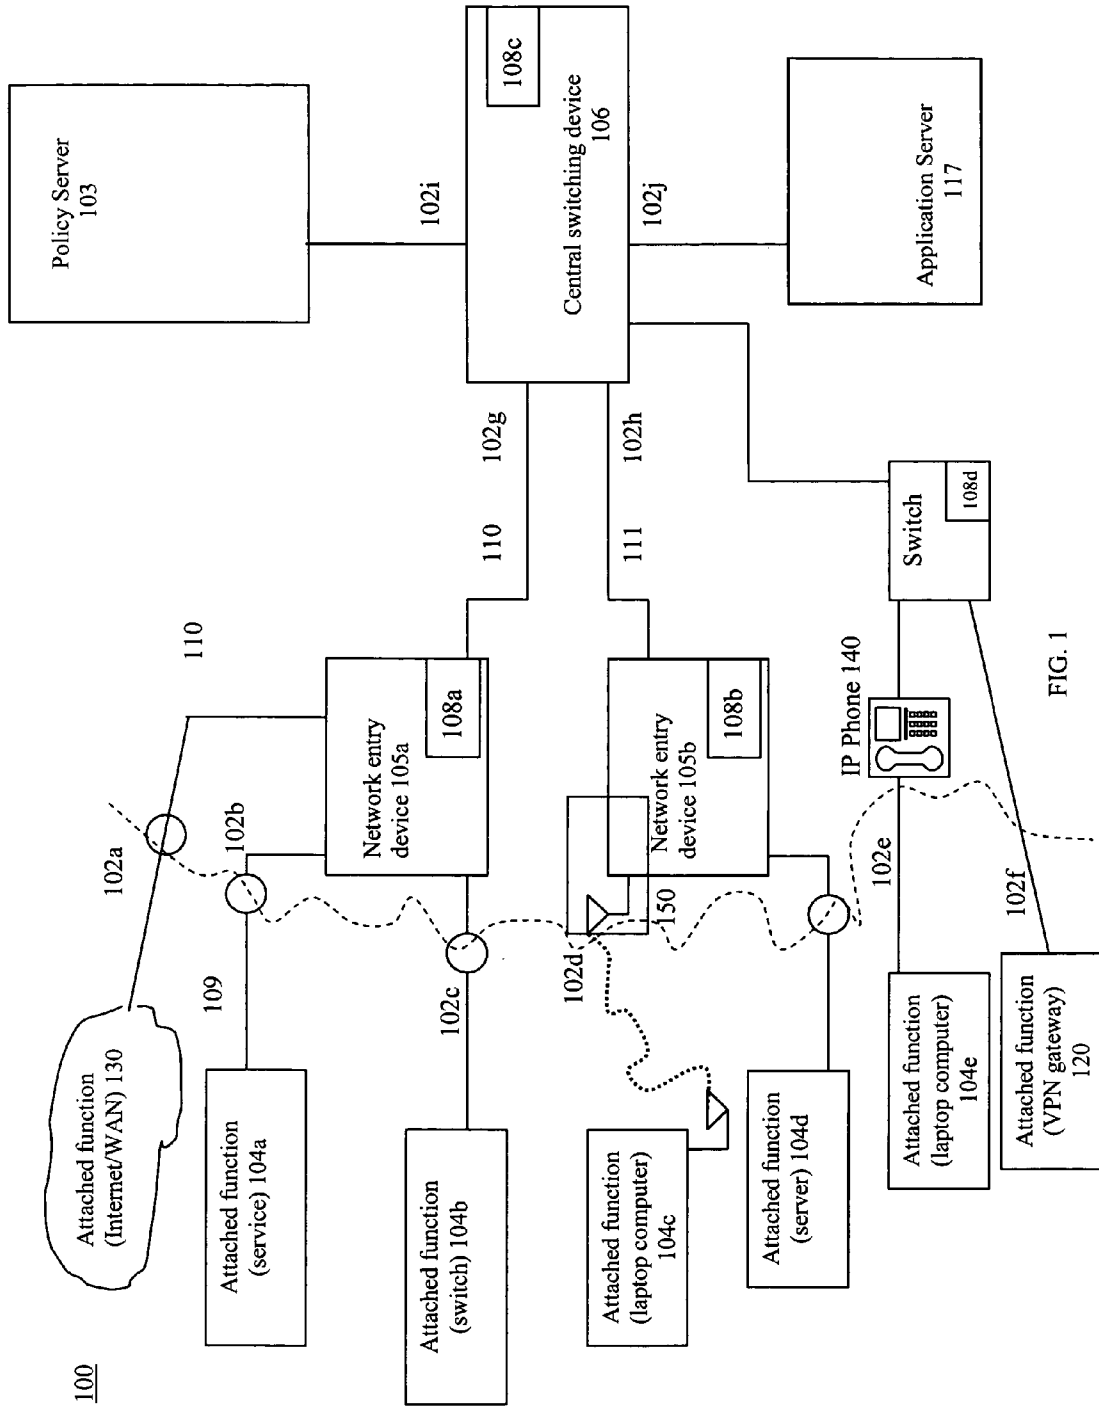 100
Attached function
(Internet/WAN) 130
102a
110
Attached function
(service) 104a
109
102b
Network entry
device 105a
108a
Attached function
(switch) 104b
102c
110
102g
Policy Server
103
102i
108c
Central switching device
106
102j
Application Server
117
Attached function
(laptop computer)
104c
102d
150
Network entry
device 105b
108b
111
102h
Attached function
(server) 104d
Attached function
(laptop computer)
104e
102e
IP Phone 140
Switch
108d
Attached function
(VPN gateway)
120
102f
FIG. 1